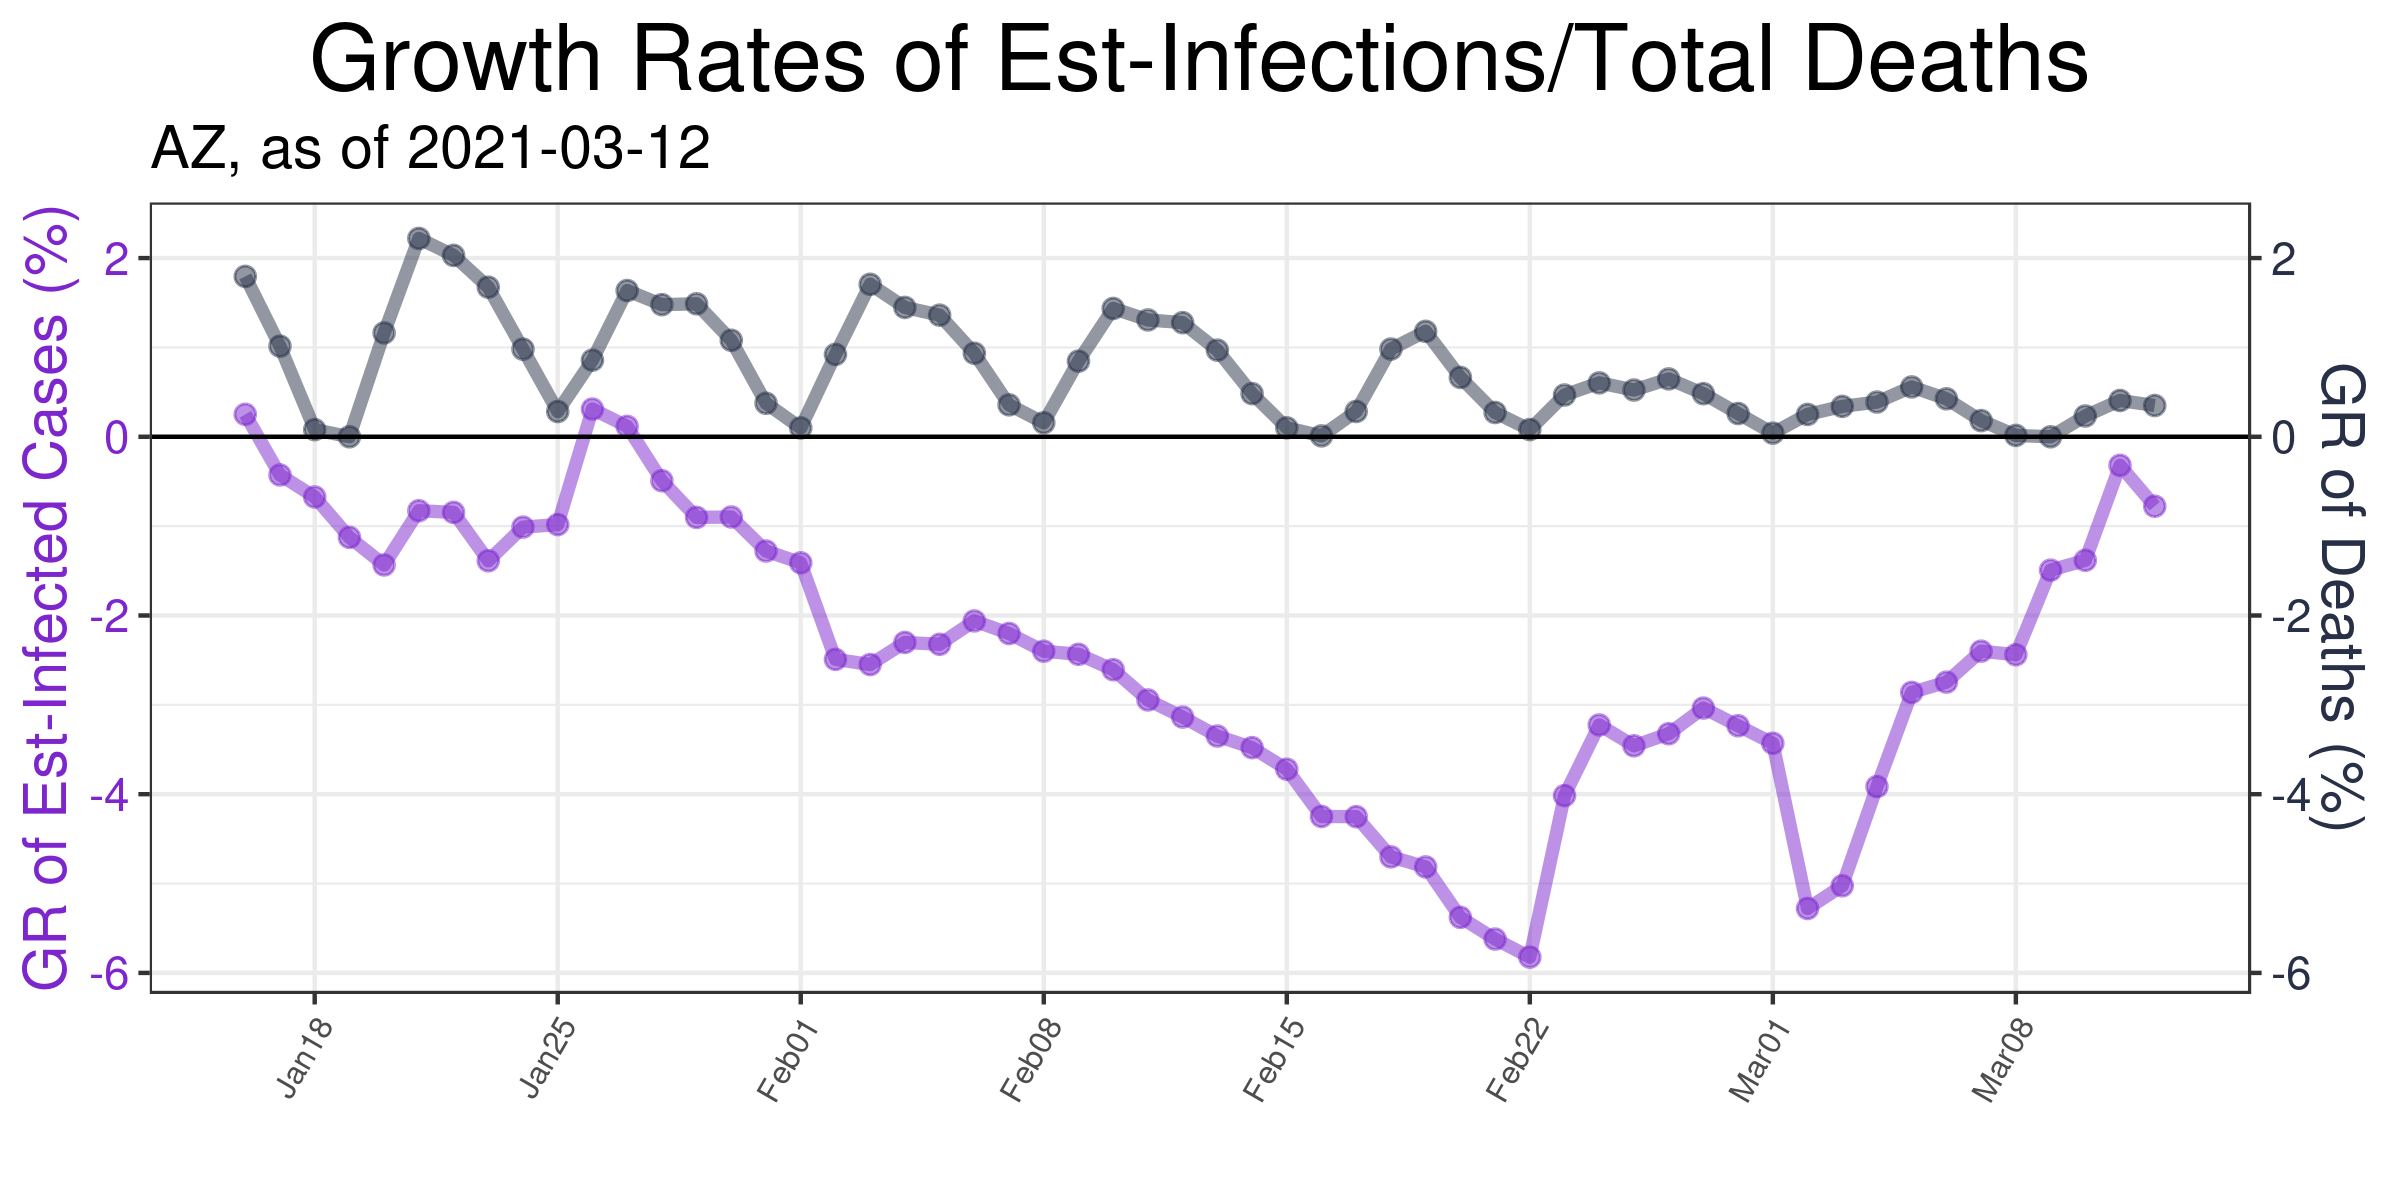 Growth Rates of Est-Infections/Total Deaths
AZ, as of 2021-03-12
GR of Est-Infected Cases (%)
2
0
-2
-4
-6
2
0
-2
-4
-6
GR of Deaths (%)
Jan18
Jan25
Feb01
Feb08
Feb15
Feb22
Mar01
Mar08